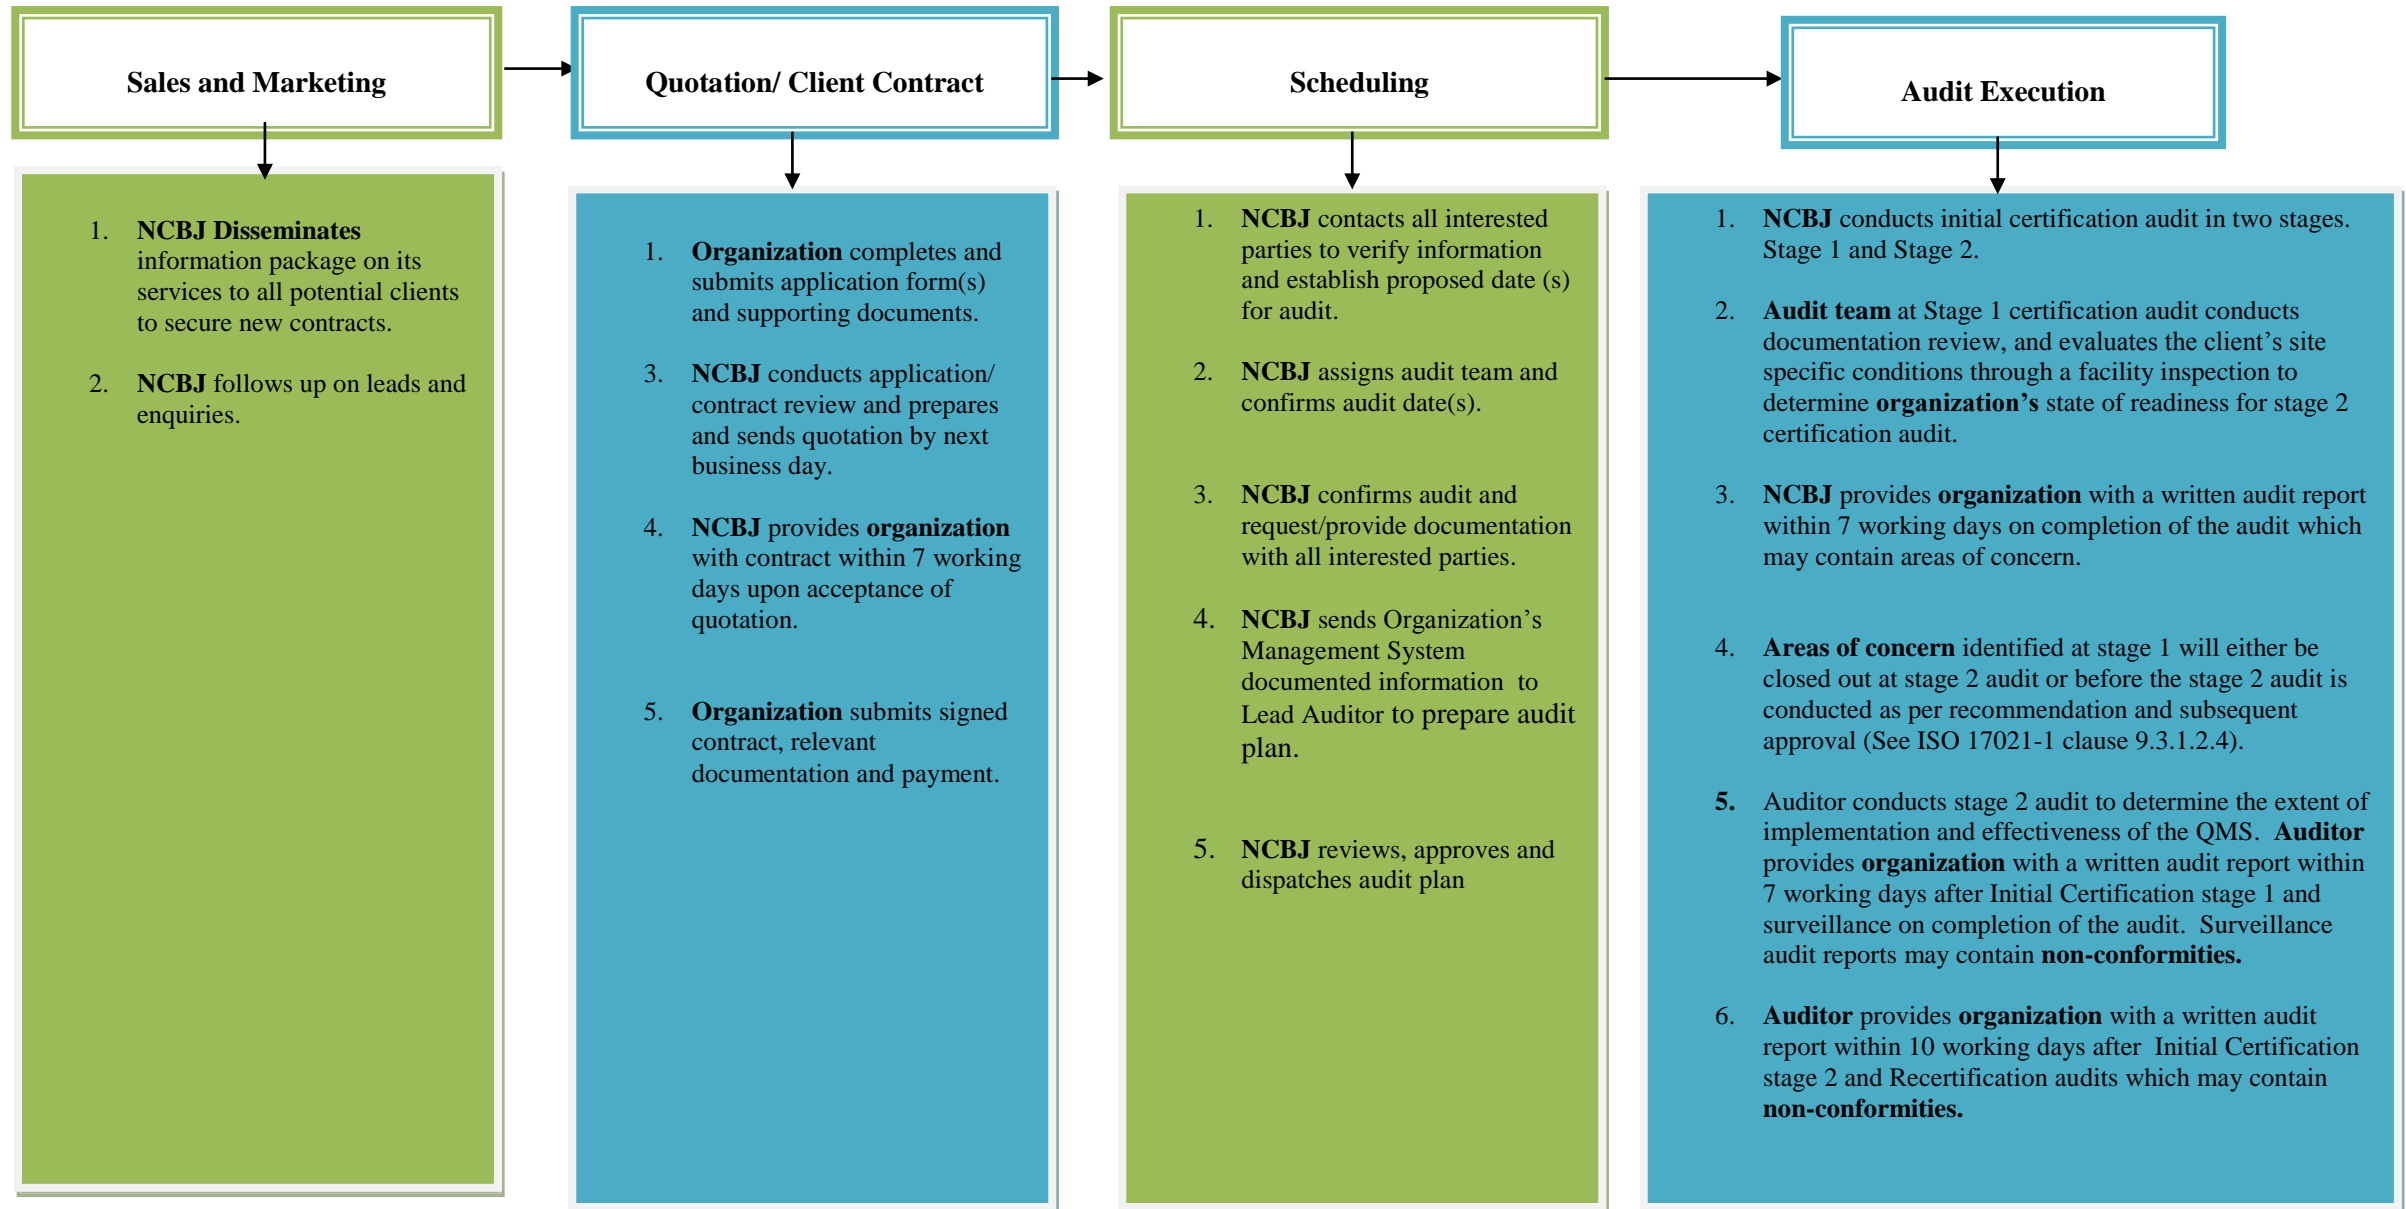 Sales and Marketing
Quotation/ Client Contract
Scheduling
Audit Execution
1. NCBJ Disseminates
information package on its
services to all potential clients
to secure new contracts.
2. NCBJ follows up on leads and
enquiries.
1. Organization completes and
submits application form(s)
and supporting documents.
3. NCBJ conducts application/
contract review and prepares
and sends quotation by next
business day.
4. NCBJ provides organization
with contract within 7 working
days upon acceptance of
quotation.
5. Organization submits signed
contract, relevant
documentation and payment.
1. NCBJ contacts all interested
parties to verify information
and establish proposed date (s)
for audit.
2. NCBJ assigns audit team and
confirms audit date(s).
3. NCBJ confirms audit and
request/provide documentation
with all interested parties.
4. NCBJ sends Organization’s
Management System
documented information to
Lead Auditor to prepare audit
plan.
5. NCBJ reviews, approves and
dispatches audit plan
1. NCBJ conducts initial certification audit in two stages.
Stage 1 and Stage 2.
2. Audit team at Stage 1 certification audit conducts
documentation review, and evaluates the client’s site
specific conditions through a facility inspection to
determine organization’s state of readiness for stage 2
certification audit.
3. NCBJ provides organization with a written audit report
within 7 working days on completion of the audit which
may contain areas of concern.
4. Areas of concern identified at stage 1 will either be
closed out at stage 2 audit or before the stage 2 audit is
conducted as per recommendation and subsequent
approval (See ISO 17021-1 clause 9.3.1.2.4).
5. Auditor conducts stage 2 audit to determine the extent of
implementation and effectiveness of the QMS. Auditor
provides organization with a written audit report within
7 working days after Initial Certification stage 1 and
surveillance on completion of the audit. Surveillance
audit reports may contain non-conformities.
6. Auditor provides organization with a written audit
report within 10 working days after Initial Certification
stage 2 and Recertification audits which may contain
non-conformities.